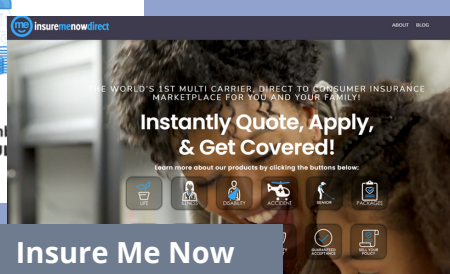 me insuremenowdirect
ABOUT BLOG
THE WORLD'S 1ST MULTI CARRIER, DIRECT TO CONSUMER INSURANCE
MARKETPLACE FOR YOU AND YOUR FAMILY!
Instantly Quote, Apply,
& Get Covered!
Learn more about our products by clicking the buttons below:
LIFE ILLNESS DISABILITY ACCIDENT SENIOR PACKAGES
GUARANTEED
ACCEPTANCE
SELL YOUR
POLICY
Insure Me Now